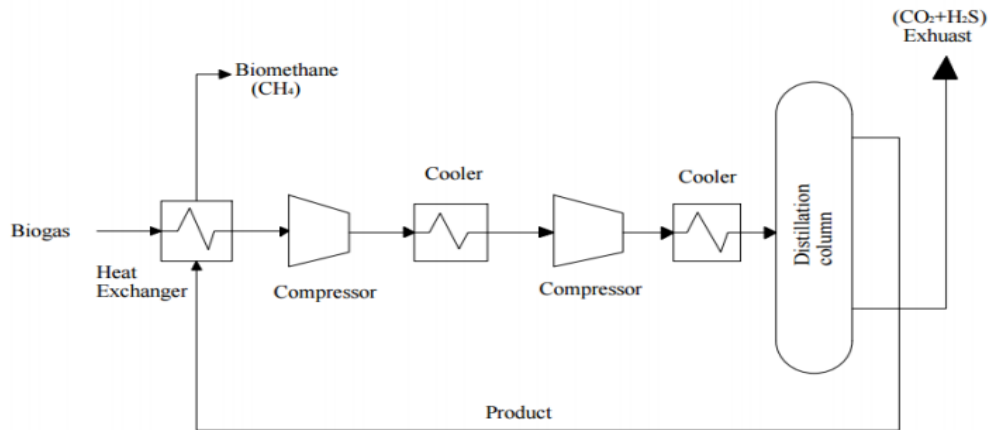 (CO₂+H₂S)
Exhuast
Biomethane
(CH₄)
Cooler
Cooler
Biogas
Heat
Exchanger
Compressor
Compressor
Distillation
column
Product